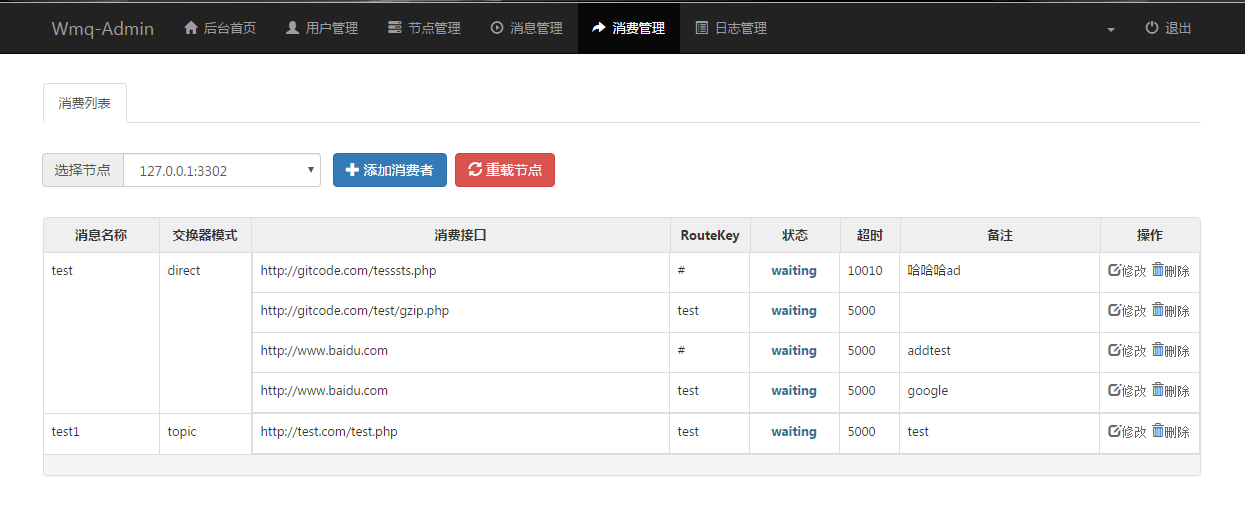 Wmq-Admin 后台首页 用户管理 节点管理 消息管理 消费管理 日志管理 退出
消费列表
选择节点 127.0.0.1:3302 添加消费者 重载节点
消息名称 交换器模式 消费接口 RouteKey 状态 超时 备注 操作
test direct http://gitcode.com/tesssts.php # waiting 10010 哈哈哈ad 修改 删除
http://gitcode.com/test/gzip.php test waiting 5000 修改 删除
http://www.baidu.com # waiting 5000 addtest 修改 删除
http://www.baidu.com test waiting 5000 google 修改 删除
test1 topic http://test.com/test.php test waiting 5000 test 修改 删除